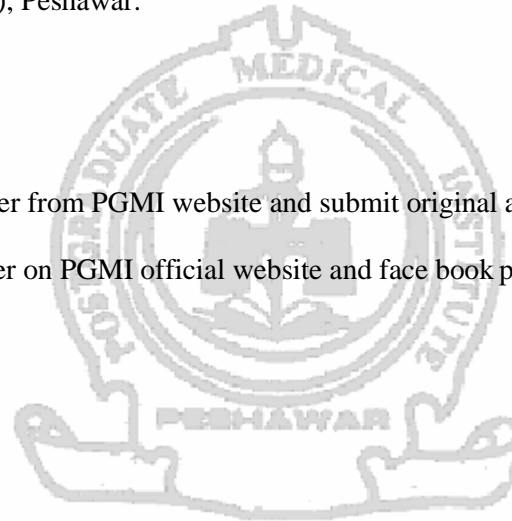 ), Peshawar.
POSTGRADUATE MEDICAL INSTITUTE
er from PGMI website and submit original a
er on PGMI official website and face book p
PESHAWAR